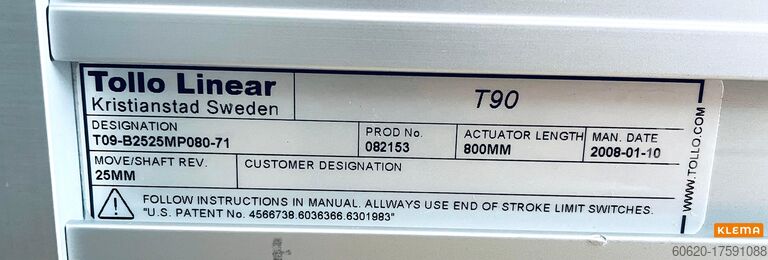 Tollo Linear
Kristianstad Sweden
T90
DESIGNATION
T09-B2525MP080-71
PROD No.
082153
ACTUATOR LENGTH
800MM
MAN. DATE
2008-01-10
MOVE/SHAFT REV.
25MM
CUSTOMER DESIGNATION
FOLLOW INSTRUCTIONS IN MANUAL. ALLWAYS USE END OF STROKE LIMIT SWITCHES.
"U.S. PATENT No. 4566738.6036366.6301983"
WWW.TOLLO.COM
KLEMA
60620-17591088